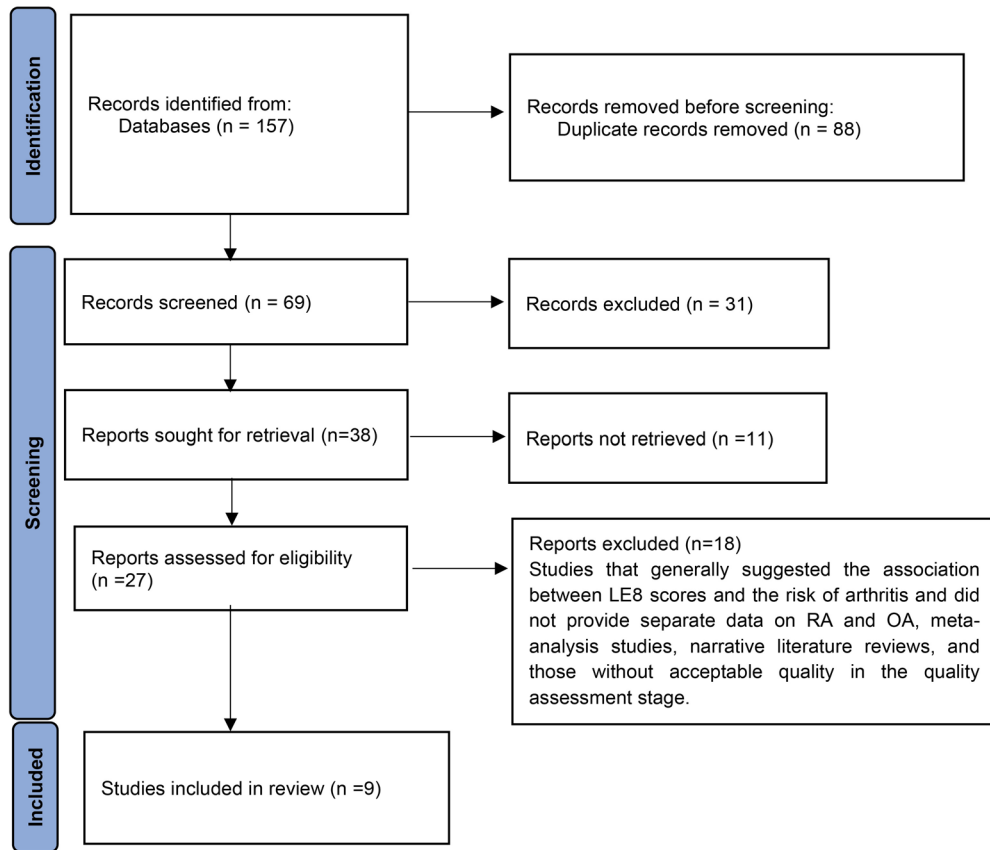 Identification
Records identified from:
Databases (n = 157)
Records removed before screening:
Duplicate records removed (n = 88)
Screening
Records screened (n = 69)
Records excluded (n = 31)
Reports sought for retrieval (n=38)
Reports not retrieved (n =11)
Reports assessed for eligibility
(n =27)
Reports excluded (n=18)
Studies that generally suggested the association
between LE8 scores and the risk of arthritis and did
not provide separate data on RA and OA, meta-
analysis studies, narrative literature reviews, and
those without acceptable quality in the quality
assessment stage.
Included
Studies included in review (n =9)